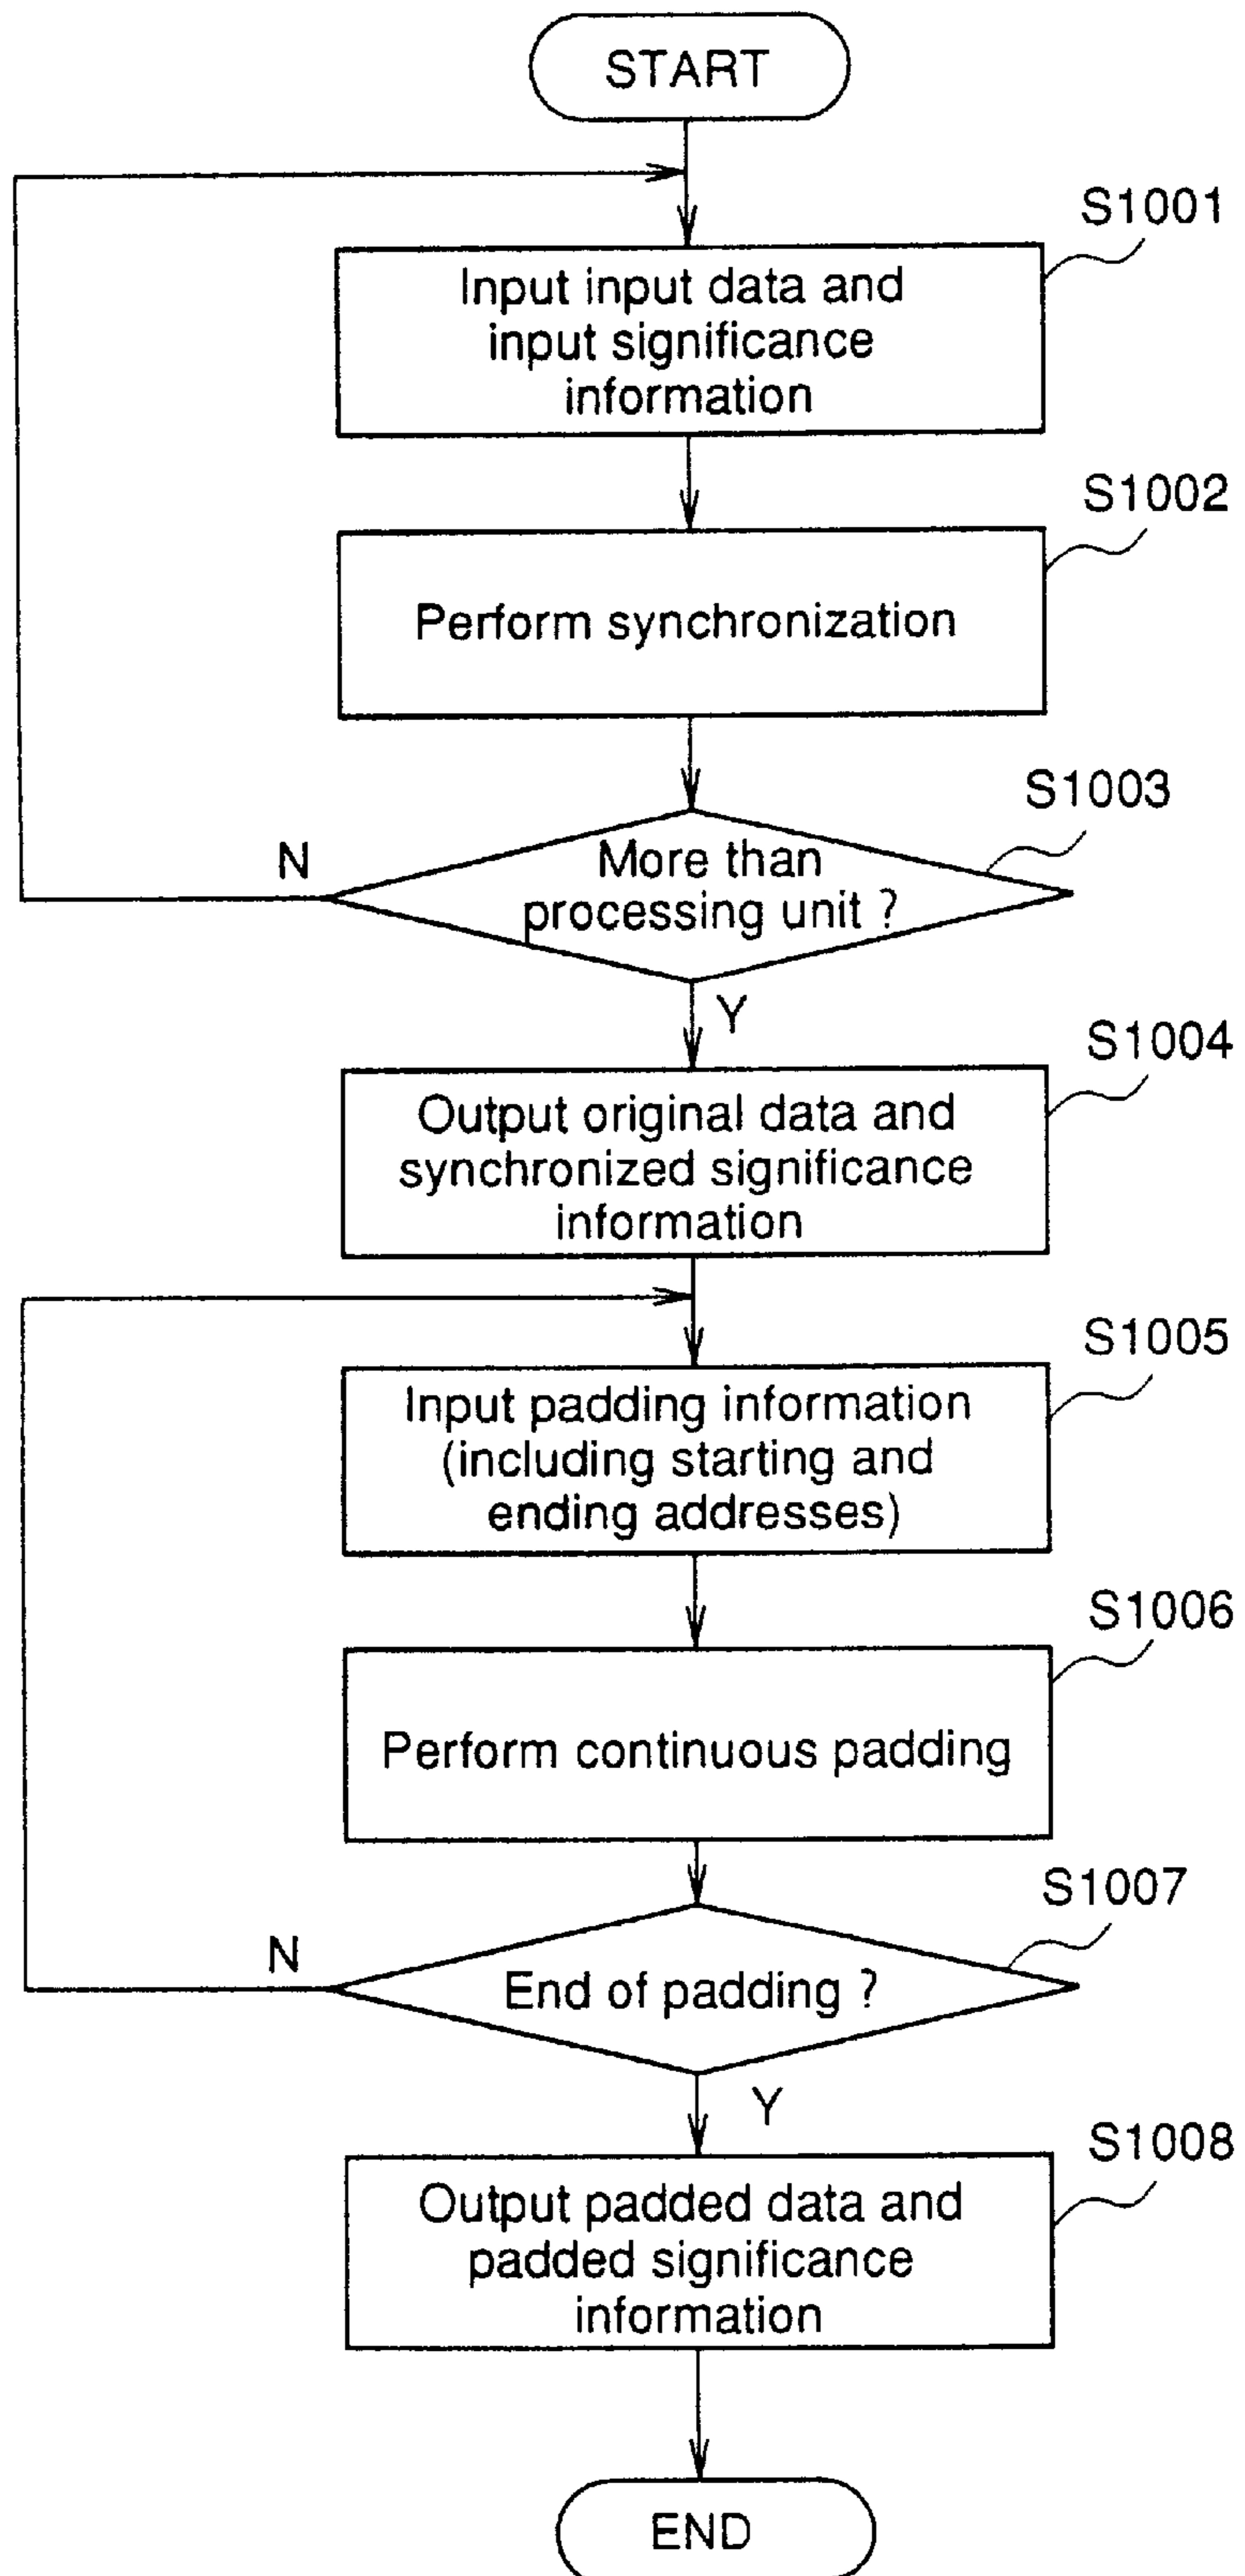 START
S1001
Input input data and
input significance
information
S1002
Perform synchronization
S1003
N
More than
processing unit ?
Y
S1004
Output original data and
synchronized significance
information
S1005
Input padding information
(including starting and
ending addresses)
S1006
Perform continuous padding
S1007
N
End of padding ?
Y
S1008
Output padded data and
padded significance
information
END